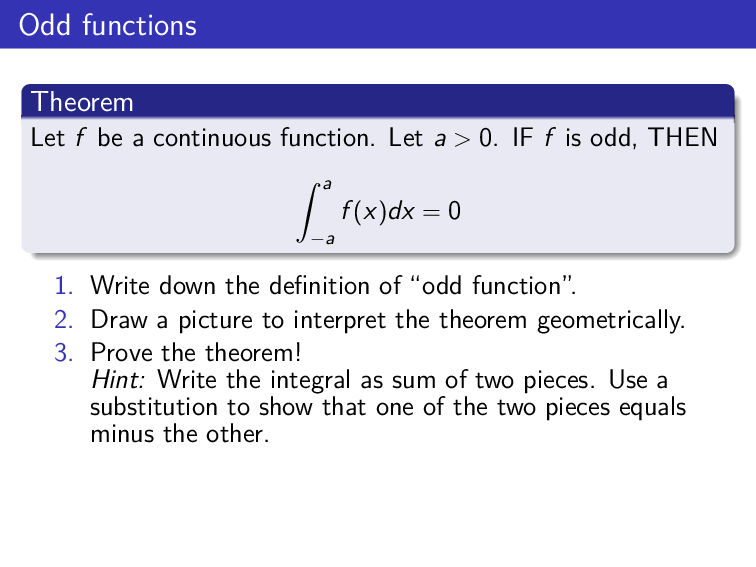 Odd functions
Theorem
Let f be a continuous function. Let a > 0. IF f is odd, THEN
∫_{−a}^{a} f(x)dx = 0
1. Write down the definition of “odd function”.
2. Draw a picture to interpret the theorem geometrically.
3. Prove the theorem!
Hint: Write the integral as sum of two pieces. Use a
substitution to show that one of the two pieces equals
minus the other.